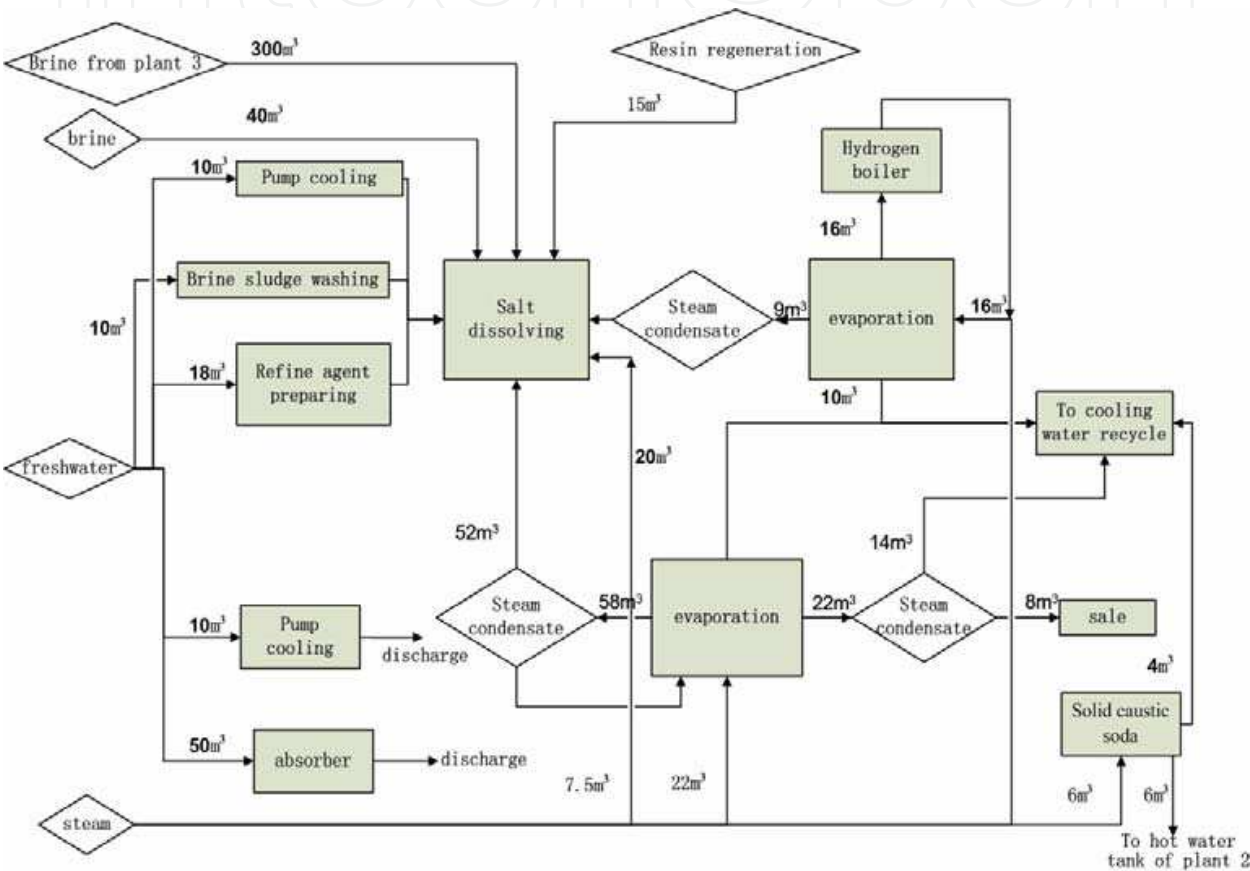 Brine from plant 3
300m³
Resin regeneration
15m³
brine
40m³
10m³
Pump cooling
Hydrogen
boiler
16m³
Brine sludge washing
10m³
Salt
dissolving
Steam
condensate
9m³
evaporation
16m³
18m³
Refine agent
preparing
10m³
To cooling
water recycle
freshwater
20m³
52m³
14m³
10m³
Pump
cooling
discharge
Steam
condensate
58m³
evaporation
22m³
Steam
condensate
8m³
sale
4m³
Solid caustic
soda
50m³
absorber
discharge
7.5m³
22m³
6m³
6m³
steam
To hot water
tank of plant 2